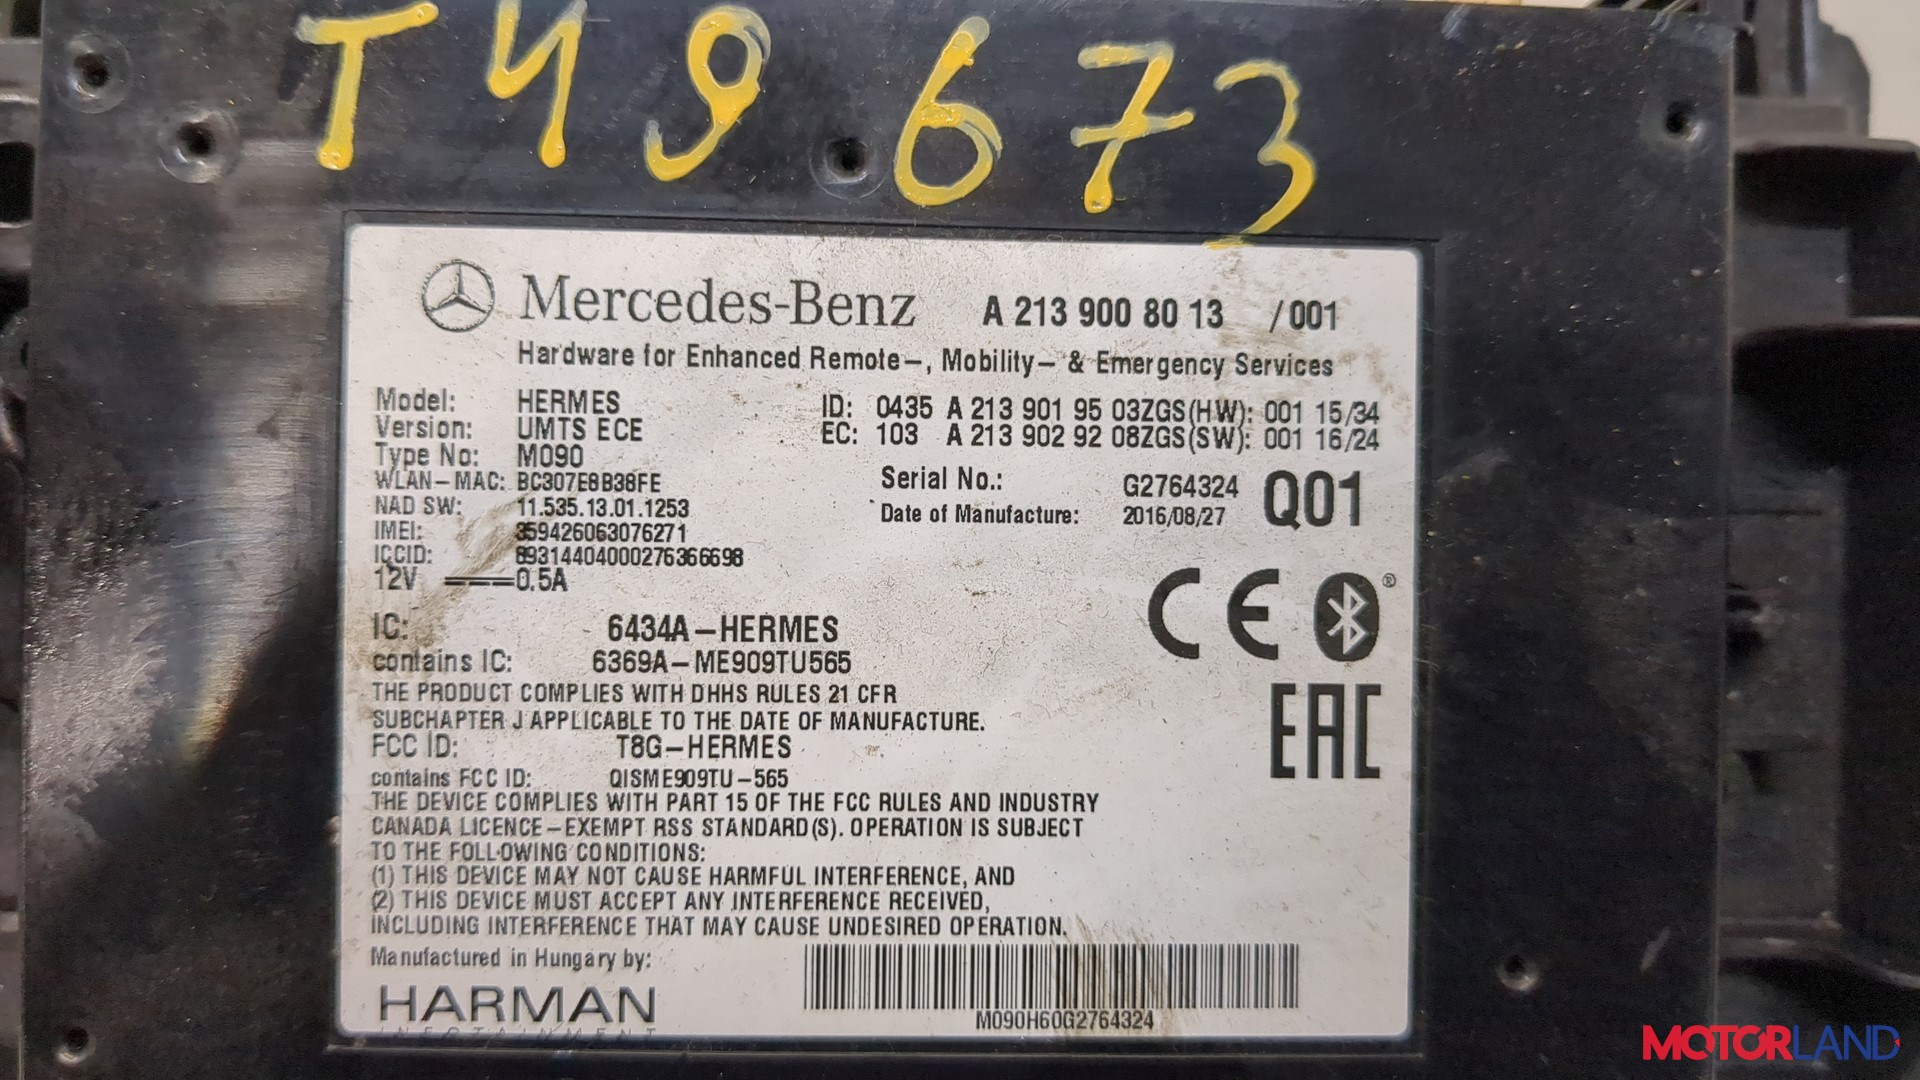 T49673
Mercedes-Benz A 213 900 80 13 /001
Hardware for Enhanced Remote-, Mobility- & Emergency Services
Model: HERMES ID: 0435 A 213 901 95 03ZGS(HW): 001 15/34
Version: UMTS ECE EC: 103 A 213 902 92 08ZGS(SW): 001 16/24
Type No: M090
WLAN-MAC: BC307E8B38FE Serial No.: G2764324 Q01
NAD SW: 11.535.13.01.1253 Date of Manufacture: 2016/08/27
IMEI: 359426063076271
ICCID: 89314404000276366698
12V 0.5A
CE ®
IC: 6434A-HERMES
contains IC: 6369A-ME909TU565
THE PRODUCT COMPLIES WITH DHHS RULES 21 CFR
SUBCHAPTER J APPLICABLE TO THE DATE OF MANUFACTURE.
EAC
FCC ID: T8G-HERMES
contains FCC ID: QISME909TU-565
THE DEVICE COMPLIES WITH PART 15 OF THE FCC RULES AND INDUSTRY
CANADA LICENCE-EXEMPT RSS STANDARD(S). OPERATION IS SUBJECT
TO THE FOLLOWING CONDITIONS:
(1) THIS DEVICE MAY NOT CAUSE HARMFUL INTERFERENCE, AND
(2) THIS DEVICE MUST ACCEPT ANY INTERFERENCE RECEIVED,
INCLUDING INTERFERENCE THAT MAY CAUSE UNDESIRED OPERATION.
Manufactured in Hungary by:
HARMAN
M090H60G2764324
MOTORLAND